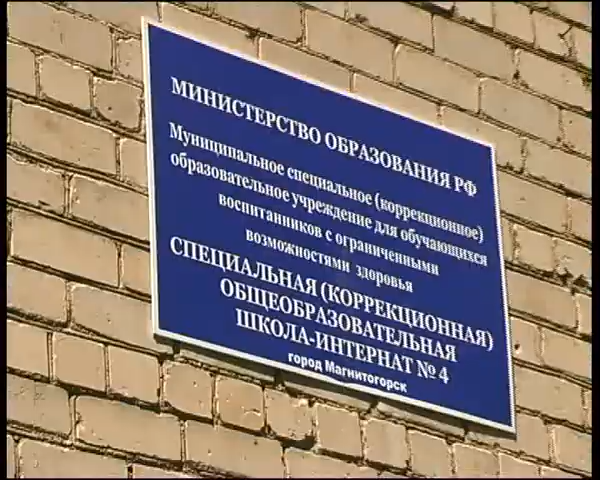 МИНИСТЕРСТВО ОБРАЗОВАНИЯ РФ
Муниципальное специальное (коррекционное)
образовательное учреждение для обучающихся
воспитанников с ограниченными
возможностями здоровья
СПЕЦИАЛЬНАЯ (КОРРЕКЦИОННАЯ)
ОБЩЕОБРАЗОВАТЕЛЬНАЯ
ШКОЛА-ИНТЕРНАТ № 4
город Магнитогорск